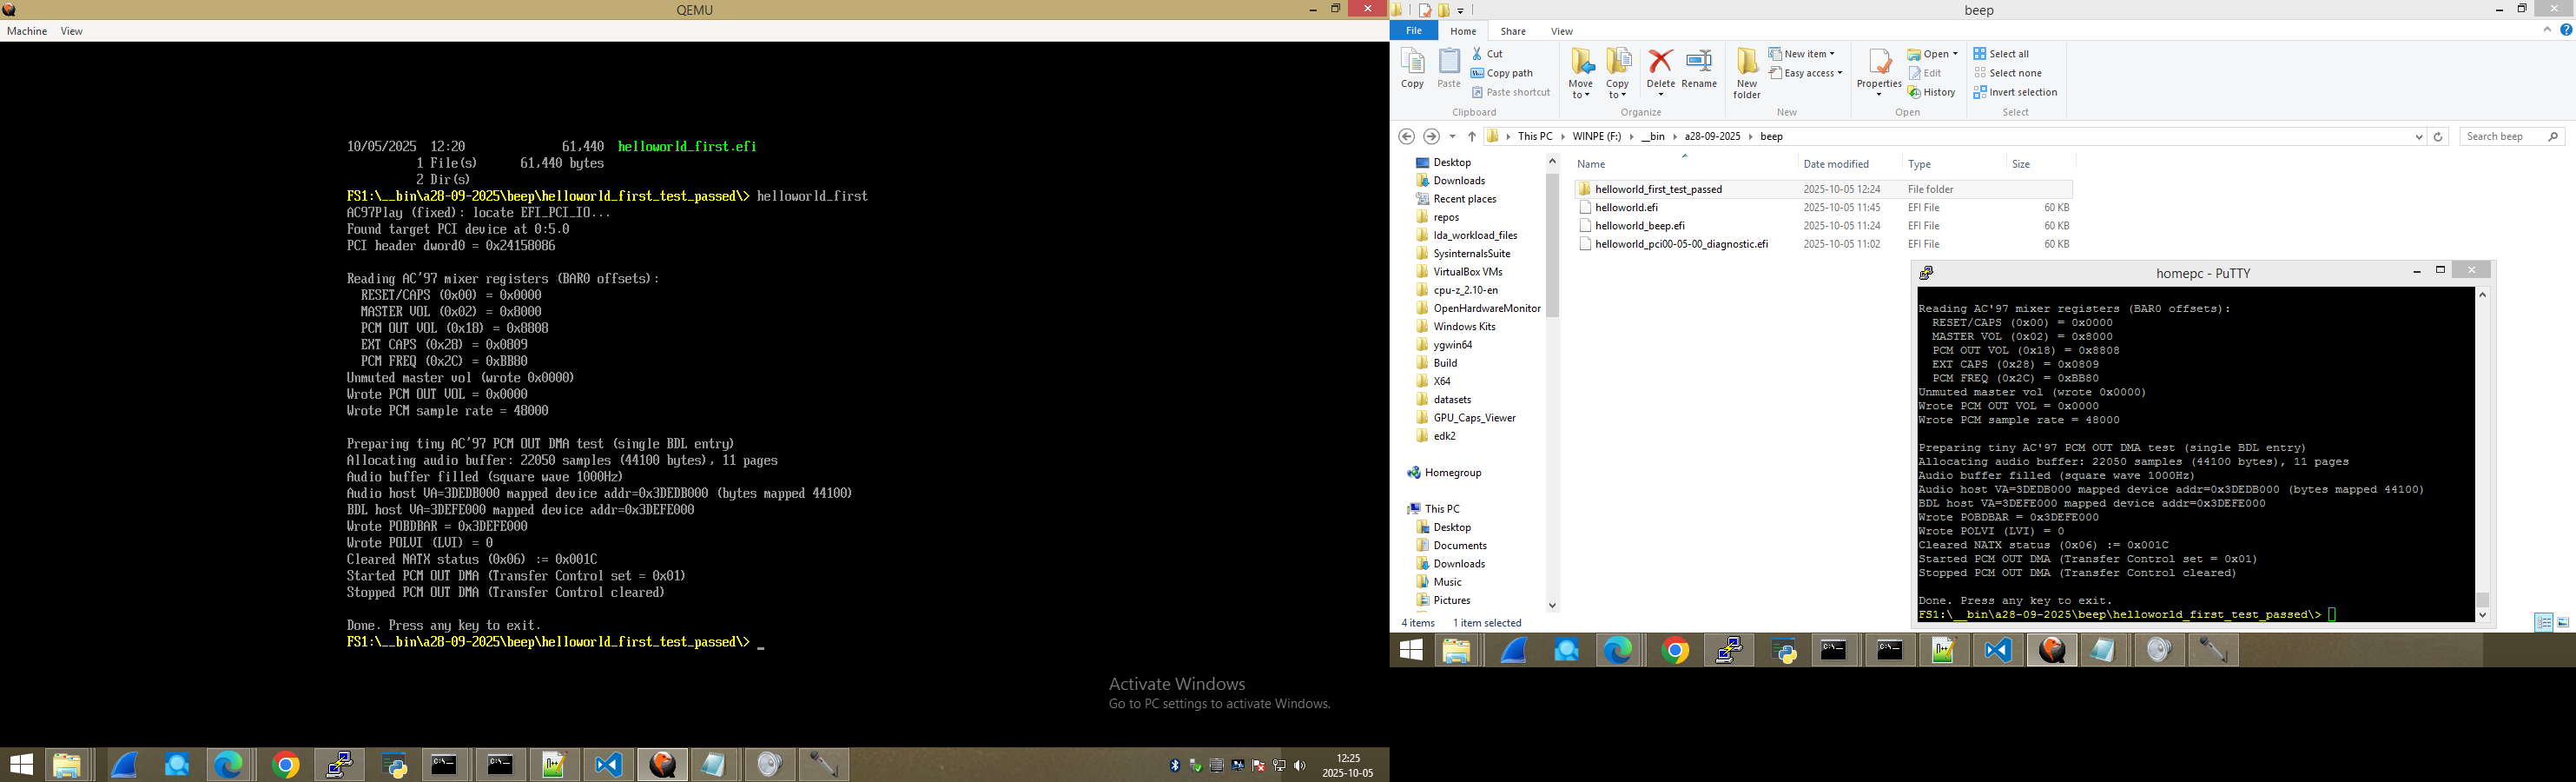 QEMU
Machine View
10/05/2025 12:20 61,440 helloworld_first.efi
1 File(s) 61,440 bytes
2 Dir(s)
FS1:\__bin\a28-09-2025\beep\helloworld_first_test_passed\> helloworld_first
AC97Play (fixed): locate EFI_PCI_IO...
Found target PCI device at 0:5.0
PCI header dword0 = 0x24158086
Reading AC'97 mixer registers (BAR0 offsets):
RESET/CAPS (0x00) = 0x0000
MASTER VOL (0x02) = 0x8000
PCM OUT VOL (0x18) = 0x8808
EXT CAPS (0x28) = 0x0809
PCM FREQ (0x2C) = 0xBB80
Unmuted master vol (wrote 0x0000)
Wrote PCM OUT VOL = 0x0000
Wrote PCM sample rate = 48000
Preparing tiny AC'97 PCM OUT DMA test (single BDL entry)
Allocating audio buffer: 22050 samples (44100 bytes), 11 pages
Audio buffer filled (square wave 1000Hz)
Audio host VA=3DEDB000 mapped device addr=0x3DEDB000 (bytes mapped 44100)
BDL host VA=3DEFE000 mapped device addr=0x3DEFE000
Wrote POBDBAR = 0x3DEFE000
Wrote POLVI (LVI) = 0
Cleared NATX status (0x06) := 0x001C
Started PCM OUT DMA (Transfer Control set = 0x01)
Stopped PCM OUT DMA (Transfer Control cleared)
Done. Press any key to exit.
FS1:\__bin\a28-09-2025\beep\helloworld_first_test_passed\> _
Activate Windows
Go to PC settings to activate Windows.
12:25
2025-10-05
beep
File Home Share View
Copy Paste Cut
Copy path
Paste shortcut
Move to Copy to Delete Rename
New folder New item
Easy access
Properties Open
Edit
History
Select all
Select none
Invert selection
Clipboard Organize New Open Select
This PC WINPE (F:) __bin a28-09-2025 beep
Search beep
Name Date modified Type Size
helloworld_first_test_passed 2025-10-05 12:24 File folder
helloworld.efi 2025-10-05 11:45 EFI File 60 KB
helloworld_beep.efi 2025-10-05 11:24 EFI File 60 KB
helloworld_pci00-05-00_diagnostic.efi 2025-10-05 11:02 EFI File 60 KB
Desktop
Downloads
Recent places
repos
lda_workload_files
SysinternalsSuite
VirtualBox VMs
cpu-z_2.10-en
OpenHardwareMonitor
Windows Kits
ygwin64
Build
X64
datasets
GPU_Caps_Viewer
edk2
Homegroup
This PC
Desktop
Documents
Downloads
Music
Pictures
4 items 1 item selected
homepc - PuTTY
Reading AC'97 mixer registers (BAR0 offsets):
RESET/CAPS (0x00) = 0x0000
MASTER VOL (0x02) = 0x8000
PCM OUT VOL (0x18) = 0x8808
EXT CAPS (0x28) = 0x0809
PCM FREQ (0x2C) = 0xBB80
Unmuted master vol (wrote 0x0000)
Wrote PCM OUT VOL = 0x0000
Wrote PCM sample rate = 48000
Preparing tiny AC'97 PCM OUT DMA test (single BDL entry)
Allocating audio buffer: 22050 samples (44100 bytes), 11 pages
Audio buffer filled (square wave 1000Hz)
Audio host VA=3DEDB000 mapped device addr=0x3DEDB000 (bytes mapped 44100)
BDL host VA=3DEFE000 mapped device addr=0x3DEFE000
Wrote POBDBAR = 0x3DEFE000
Wrote POLVI (LVI) = 0
Cleared NATX status (0x06) := 0x001C
Started PCM OUT DMA (Transfer Control set = 0x01)
Stopped PCM OUT DMA (Transfer Control cleared)
Done. Press any key to exit.
FS1:\__bin\a28-09-2025\beep\helloworld_first_test_passed\>